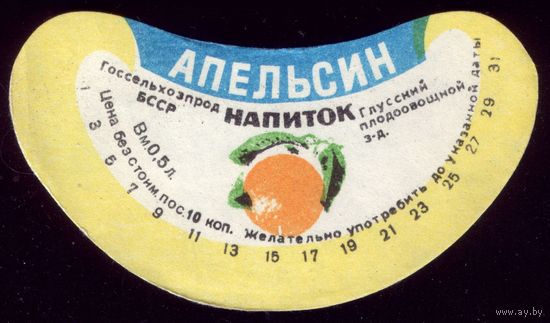 АПЕЛЬСИН
НАПИТОК
Госсельхозпрод
БССР
Глусский
плодоовощной
з-д.
Вм 0.5 л.
Цена без стоим. пос. 10 коп.
Желательно употребить до указанной даты
1 3 5 7 9 11 13 15 17 19 21 23 25 27 29 31
www.ay.by